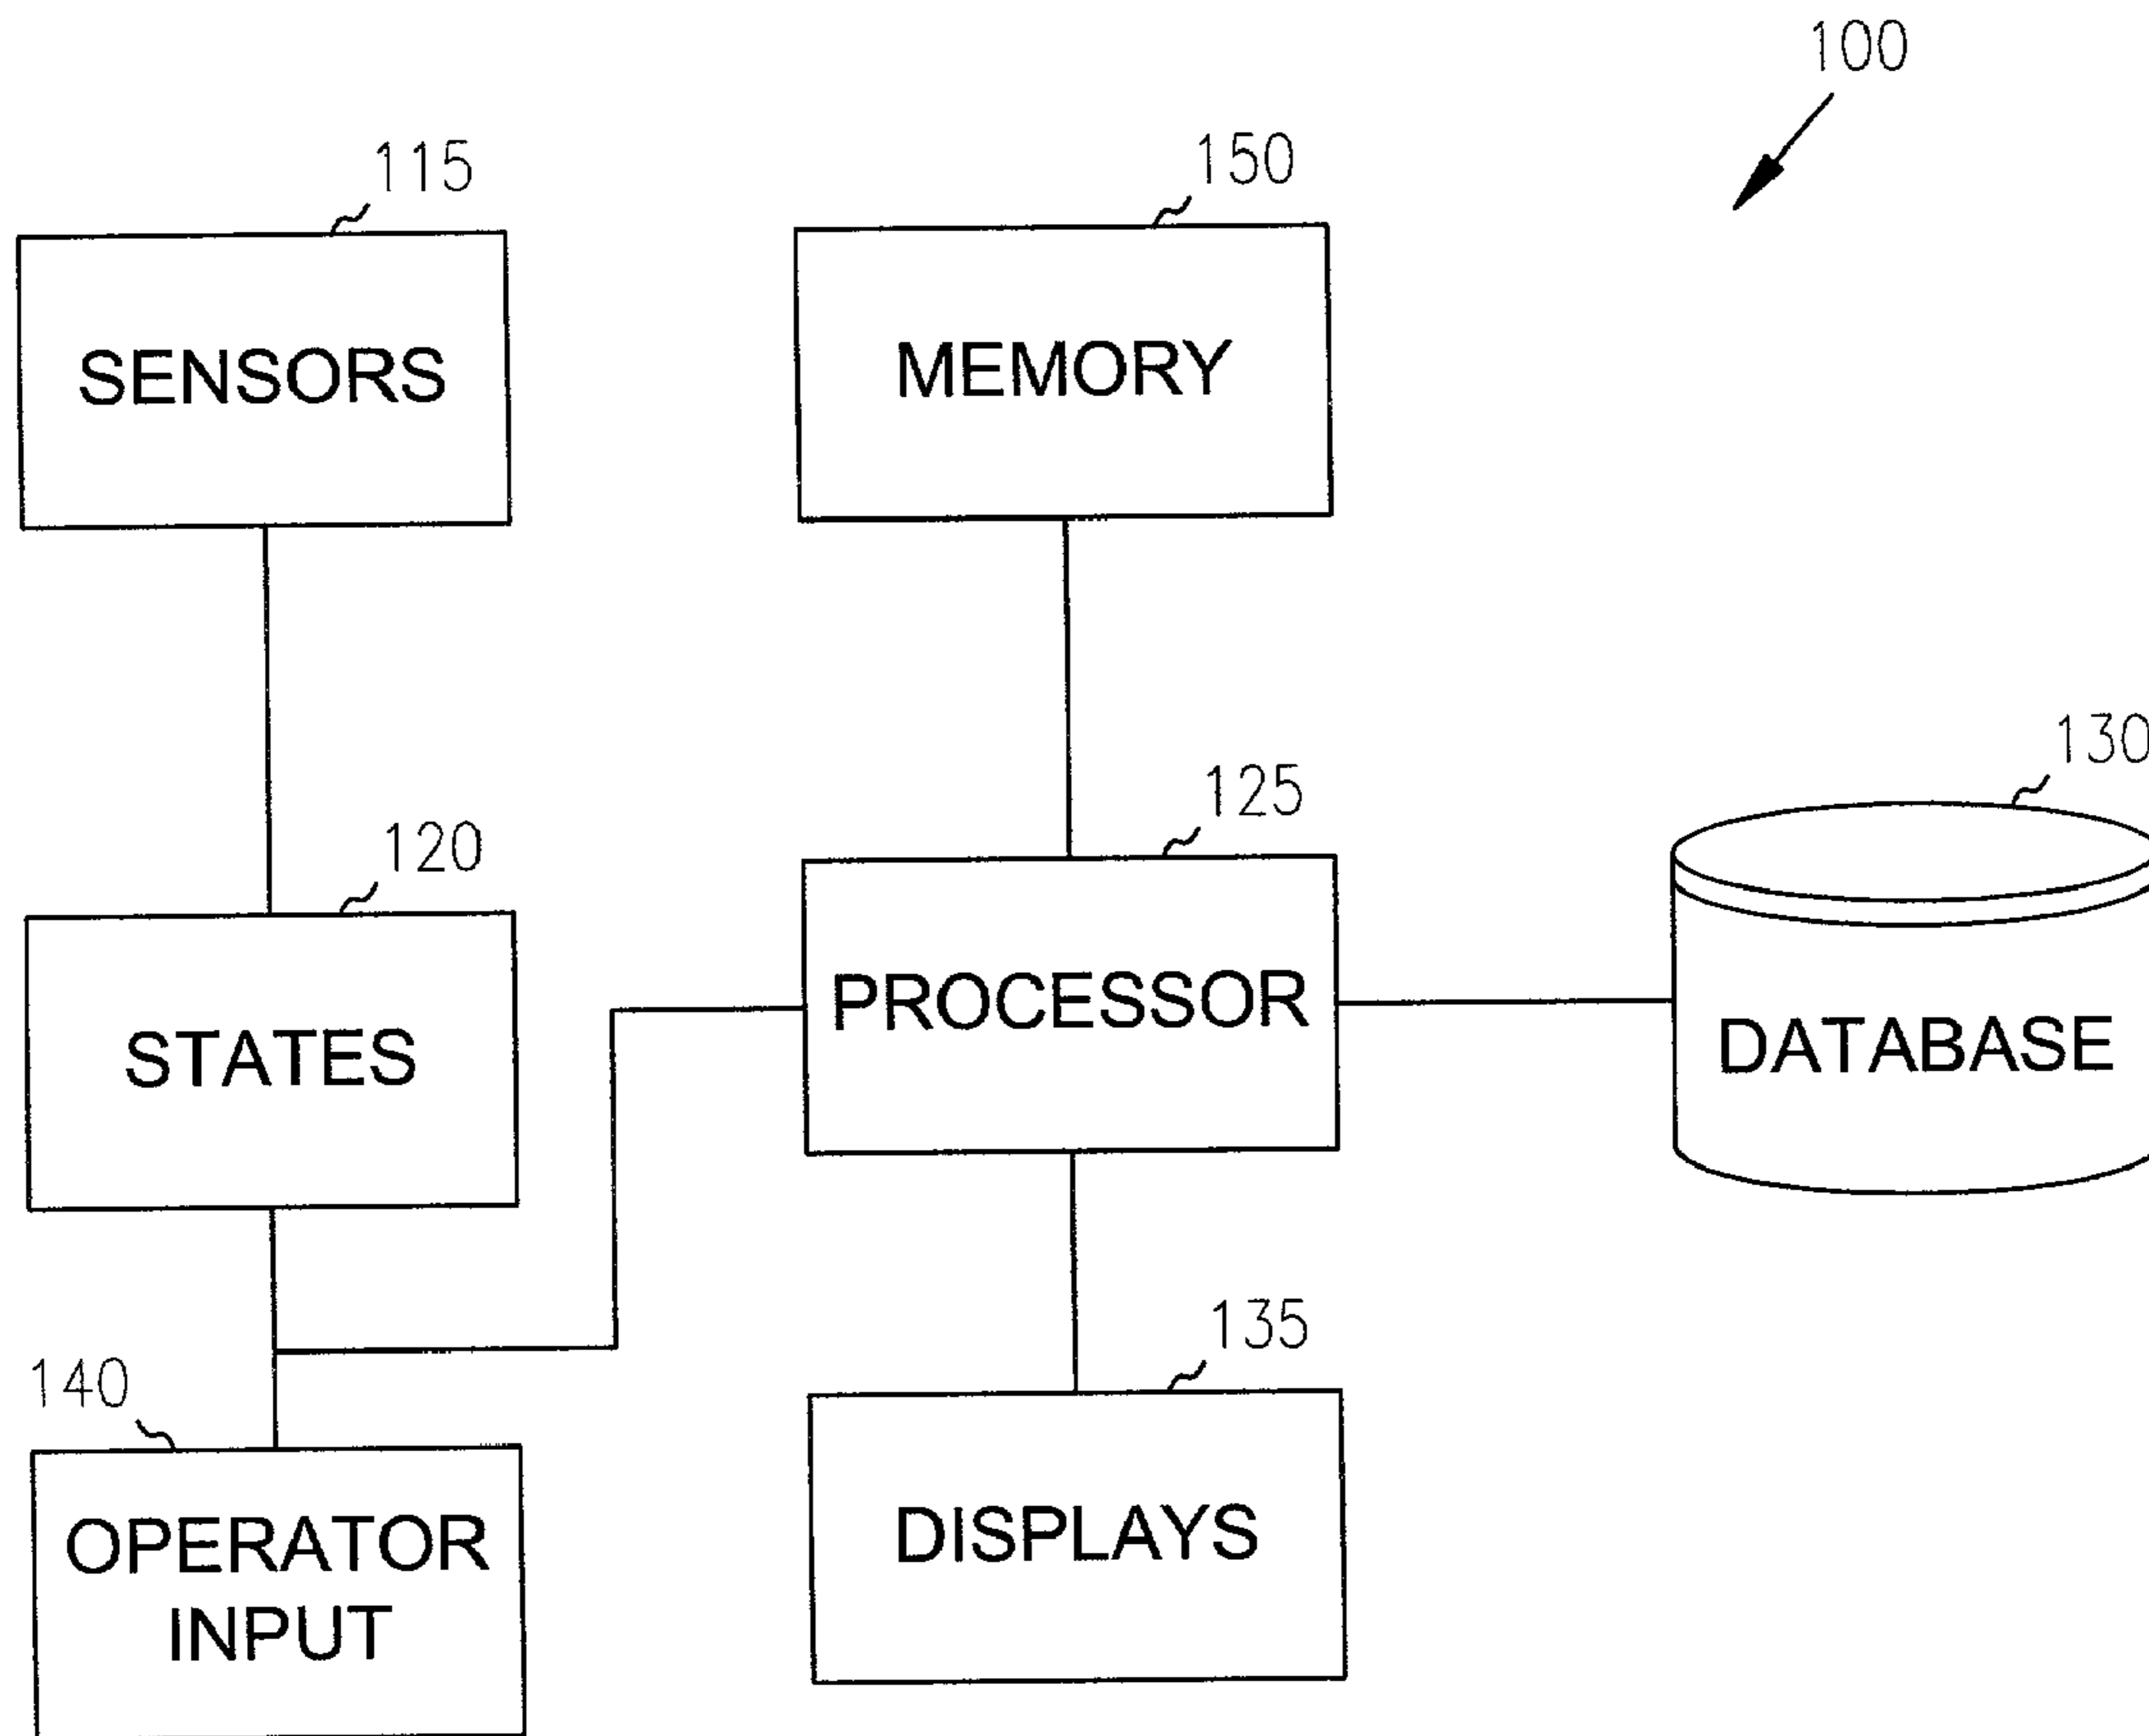 100
115
SENSORS
150
MEMORY
120
STATES
125
PROCESSOR
130
DATABASE
140
OPERATOR
INPUT
135
DISPLAYS